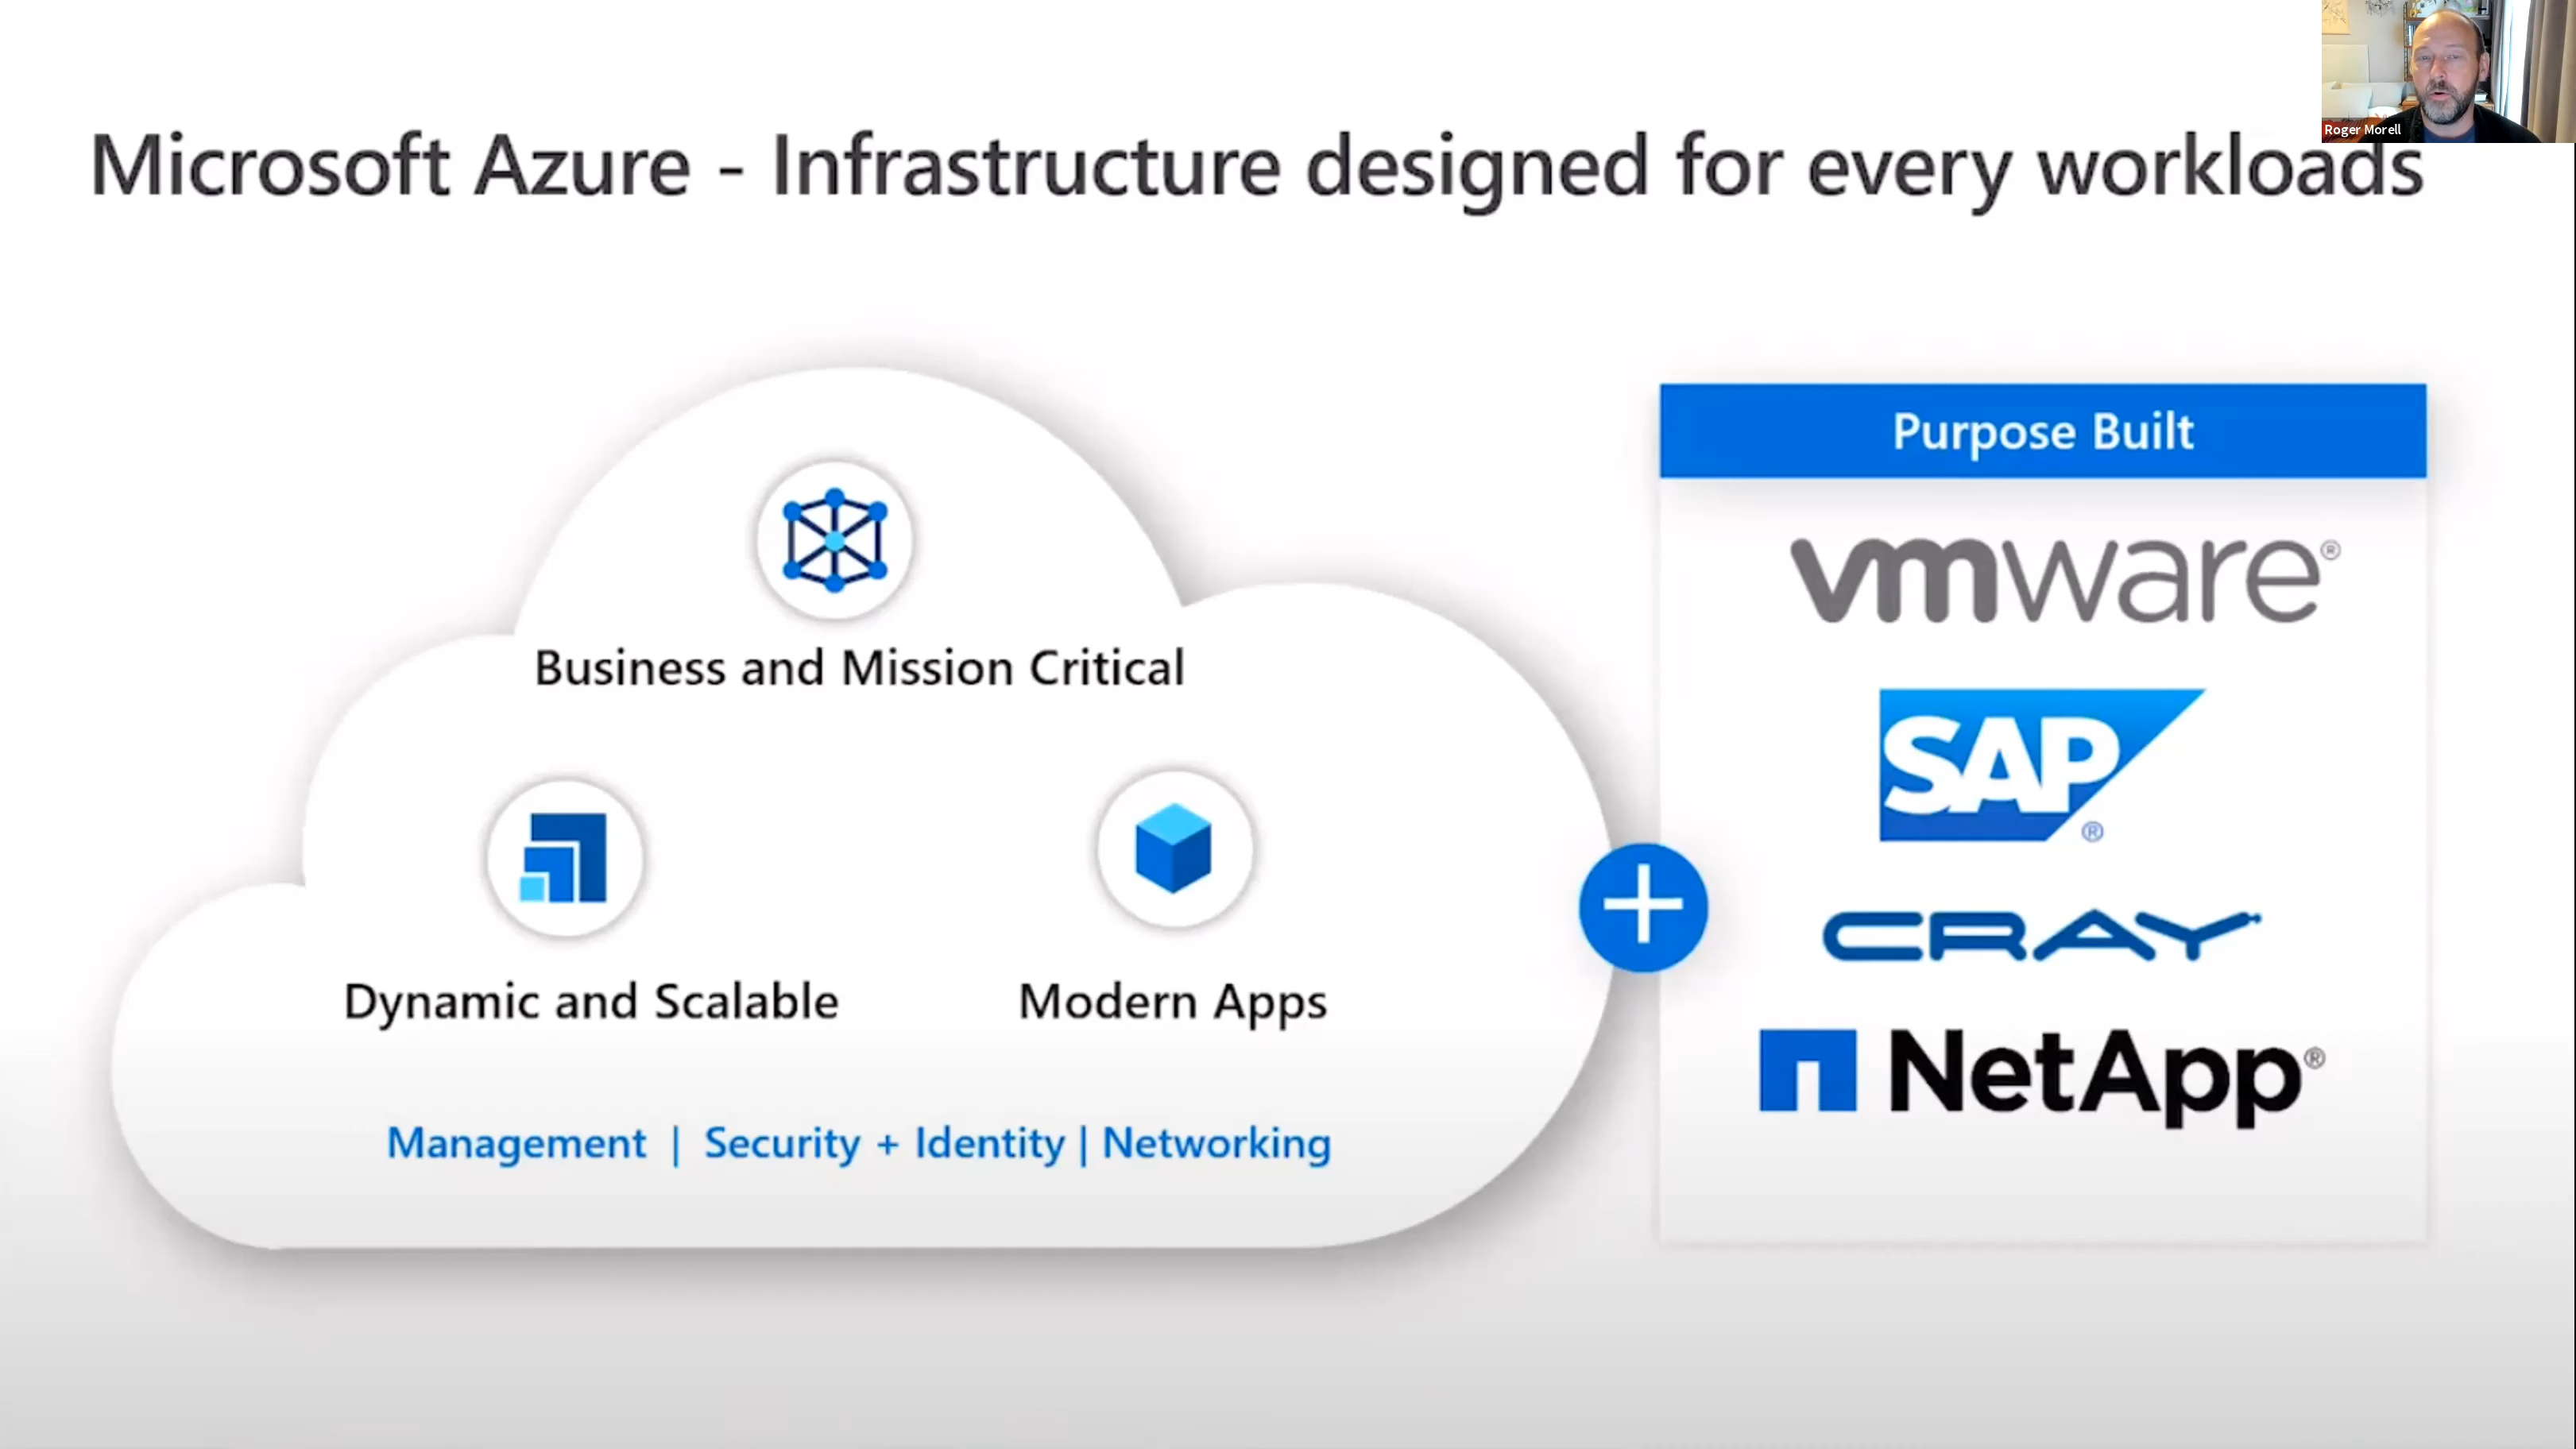 Roger Morell
Microsoft Azure - Infrastructure designed for every workloads
Business and Mission Critical
Dynamic and Scalable
Modern Apps
Management | Security + Identity | Networking
Purpose Built
vmware®
SAP®
CRAY
NetApp®